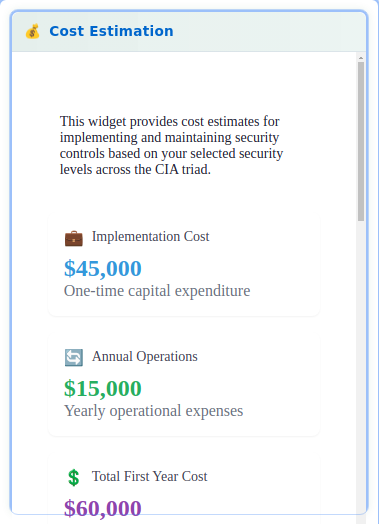 Cost Estimation
This widget provides cost estimates for
implementing and maintaining security
controls based on your selected security
levels across the CIA triad.
Implementation Cost
$45,000
One-time capital expenditure
Annual Operations
$15,000
Yearly operational expenses
Total First Year Cost
$60,000